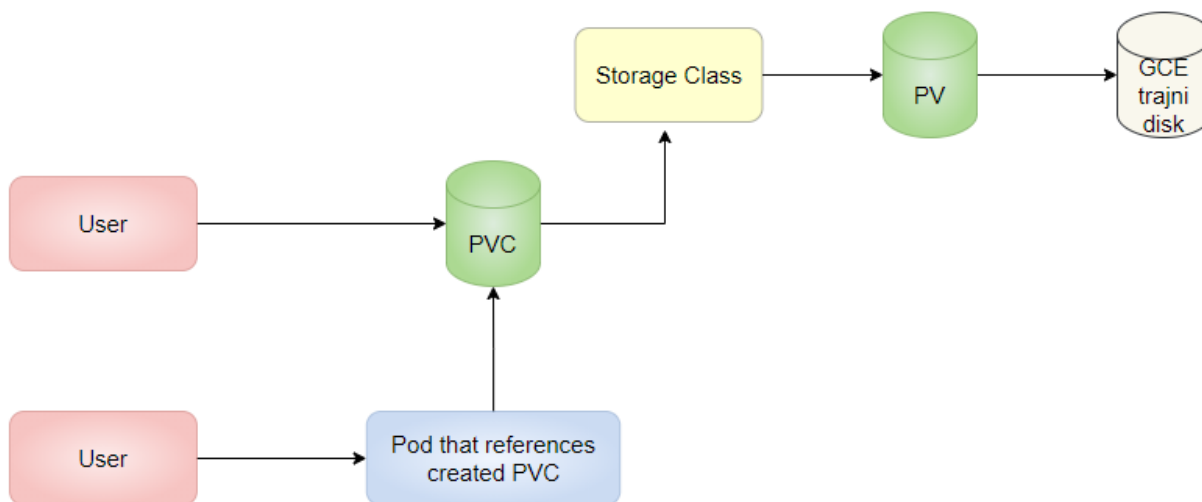 Storage Class
PV
GCE
trajni
disk
User
PVC
User
Pod that references
created PVC